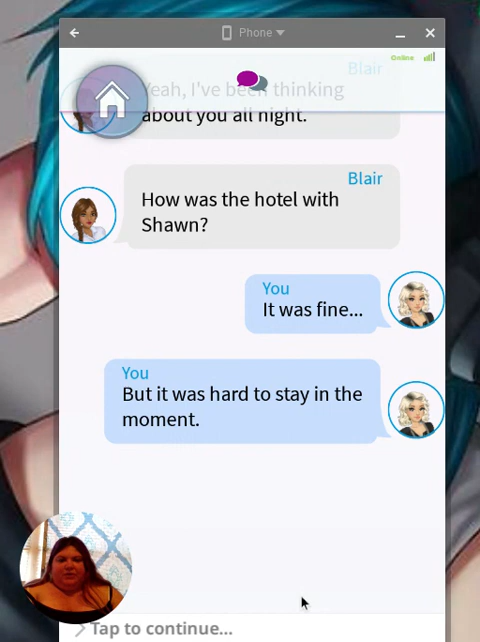 Phone
Online
Blair
Yeah, I've been thinking
about you all night.
Blair
How was the hotel with
Shawn?
You
It was fine...
You
But it was hard to stay in the
moment.
Tap to continue...